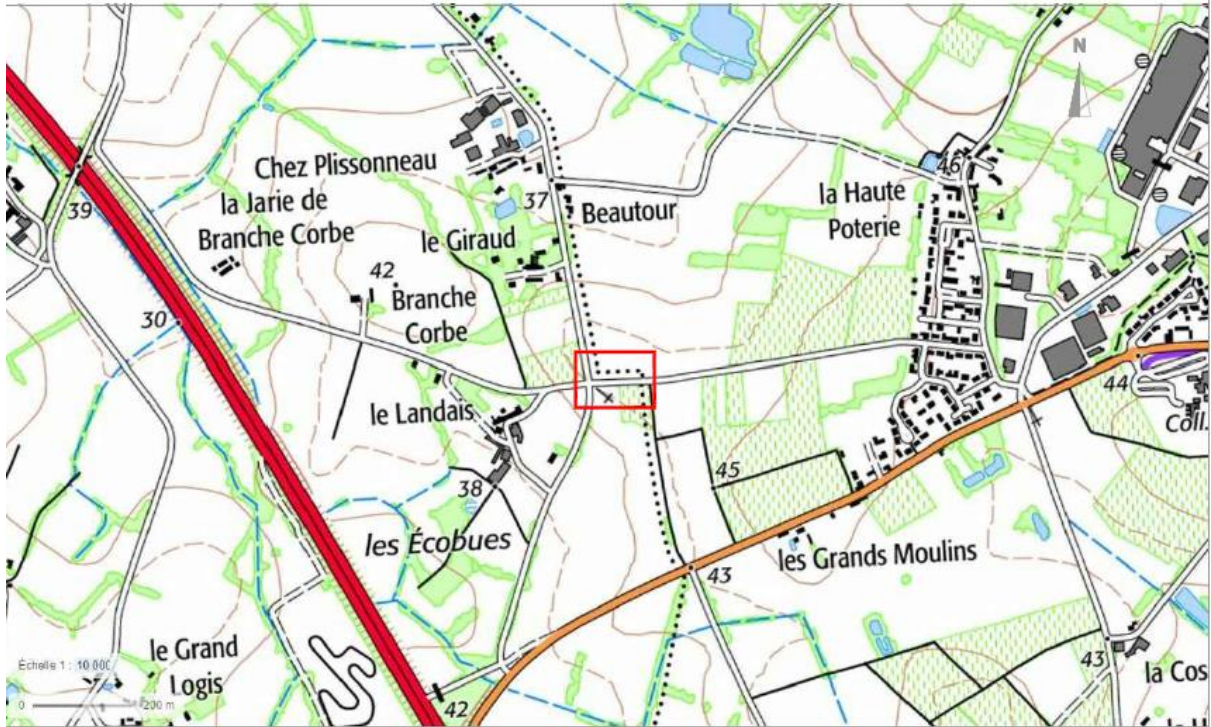 N
Chez Plissonneau
39
la Jarie de
Branche Corbe
37
Beautour
46
la Haute
Poterie
le Giraud
42
Branche
Corbe
30
le Landais
44
Coll.
38
45
les Écobues
43
les Grands Moulins
Échelle 1 : 10 000
0
200 m
le Grand
Logis
42
43
la Cos